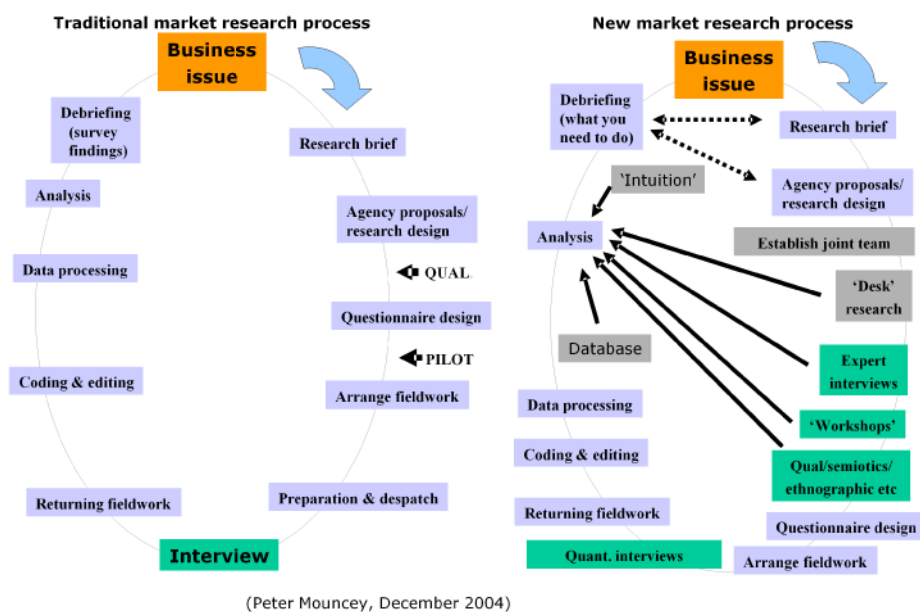 Traditional market research process
Business
issue
Research brief
Agency proposals/
research design
QUAL.
Questionnaire design
PILOT
Arrange fieldwork
Preparation & despatch
Interview
Returning fieldwork
Coding & editing
Data processing
Analysis
Debriefing
(survey
findings)
New market research process
Business
issue
Research brief
Agency proposals/
research design
Establish joint team
‘Desk’
research
Expert
interviews
‘Workshops’
Qual/semiotics/
ethnographic etc
Questionnaire design
Arrange fieldwork
Quant. interviews
Returning fieldwork
Coding & editing
Data processing
Database
Analysis
‘Intuition’
Debriefing
(what you
need to do)
(Peter Mouncey, December 2004)